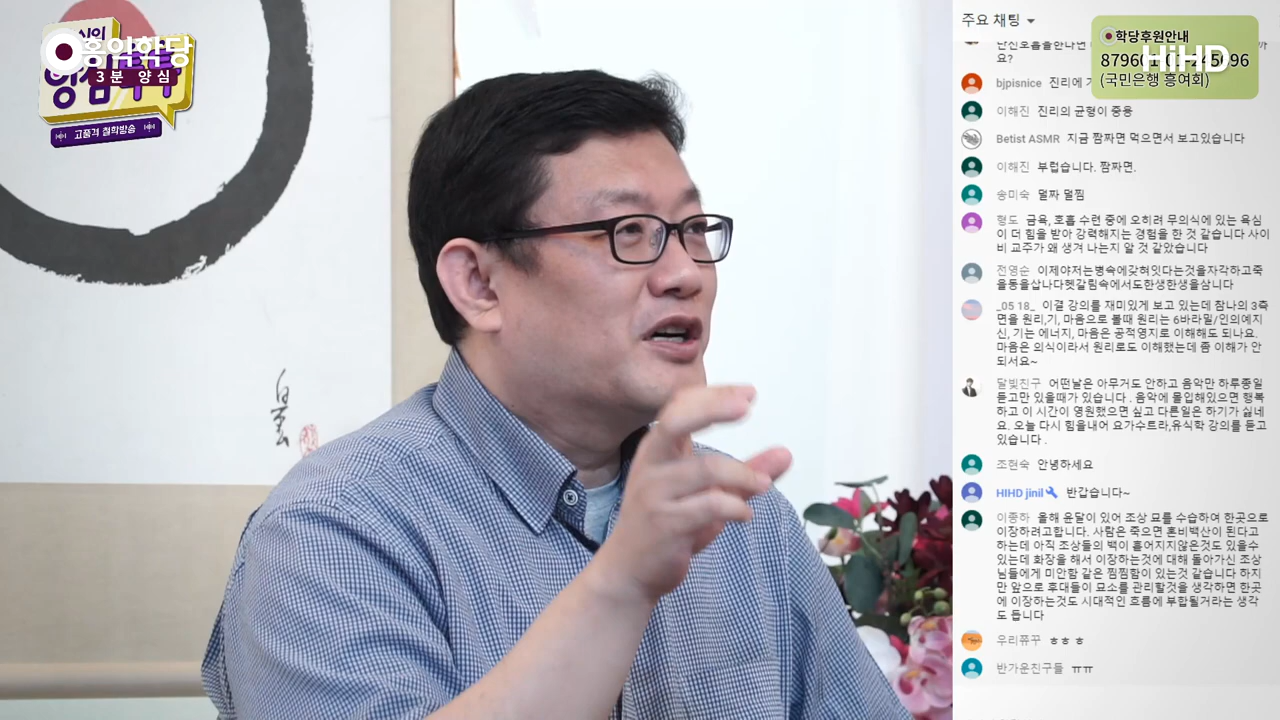 홍익학당
3분 양심
고품격 철학방송
주요 채팅
학당후원안내
HiHD
(국민은행 흥여회)
요?
bjpisnice 진리에
이해진 진리의 균형이 중용
Betist ASMR 지금 짬짜면 먹으면서 보고있습니다
이해진 부럽습니다. 짬짜면.
송미숙 덜짜 덜찜
형도 금욕, 호흡 수련 중에 오히려 무의식에 있는 욕심
이 더 힘을 받아 강력해지는 경험을 한 것 같습니다 사이
비 교주가 왜 생겨 나는지 알 것 같았습니다
전영순 이제야저는병속에갖혀잇다는것을자각하고죽
을동을삽나다헷갈림속에서도한생한생을삼니다
_05 18_ 이결 강의를 재미있게 보고 있는데 참나의 3측
면을 원리,기, 마음으로 볼때 원리는 6바라밀/인의예지
신, 기는 에너지, 마음은 공적영지로 이해해도 되나요.
마음은 의식이라서 원리로도 이해했는데 좀 이해가 안
되서요~
달빛친구 어떤날은 아무거도 안하고 음악만 하루종일
듣고만 있을때가 있습니다 . 음악에 몰입해있으면 행복
하고 이 시간이 영원했으면 싶고 다른일은 하기가 싫네
요. 오늘 다시 힘을내어 요가수트라,유식학 강의를 듣고
있습니다 .
조현숙 안녕하세요
HIHD jinil 반갑습니다~
이종하 올해 윤달이 있어 조상 묘를 수습하여 한곳으로
이장하려고합니다. 사람은 죽으면 혼비백산이 된다고
하는데 아직 조상들의 백이 흩어지지않은것도 있을수
있는데 화장을 해서 이장하는것에 대해 돌아가신 조상
님들에게 미안함 같은 찜찜함이 있는것 같습니다 하지
만 앞으로 후대들이 묘소를 관리할것을 생각하면 한곳
에 이장하는것도 시대적인 흐름에 부합될거라는 생각
도 듭니다
우리쮸꾸 ㅎㅎ ㅎ
반가운친구들 ㅠㅠ